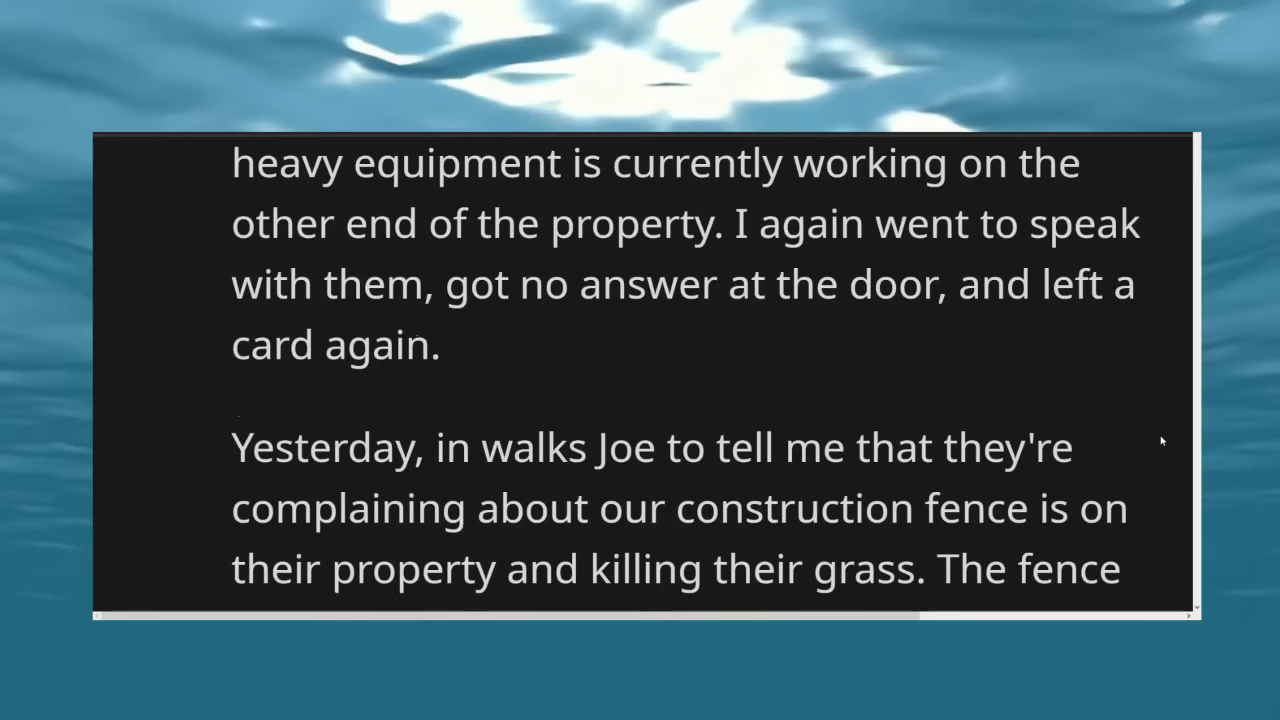 heavy equipment is currently working on the
other end of the property. I again went to speak
with them, got no answer at the door, and left a
card again.
Yesterday, in walks Joe to tell me that they're
complaining about our construction fence is on
their property and killing their grass. The fence